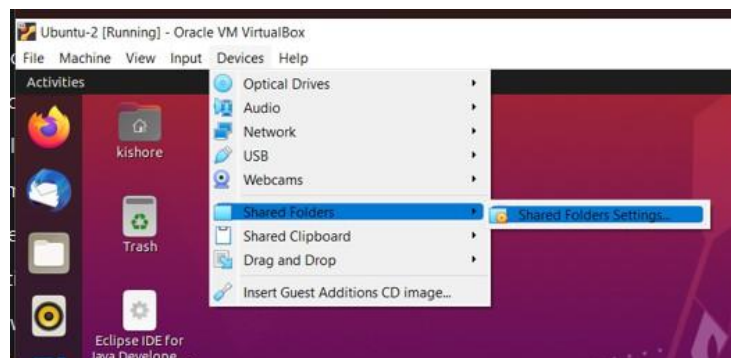 Ubuntu-2 [Running] - Oracle VM VirtualBox
File Machine View Input Devices Help
Activities
Optical Drives
Audio
Network
USB
Webcams
Shared Folders
Shared Folders Settings...
Shared Clipboard
Drag and Drop
Insert Guest Additions CD image...
kishore
Trash
Eclipse IDE for
Java Develope